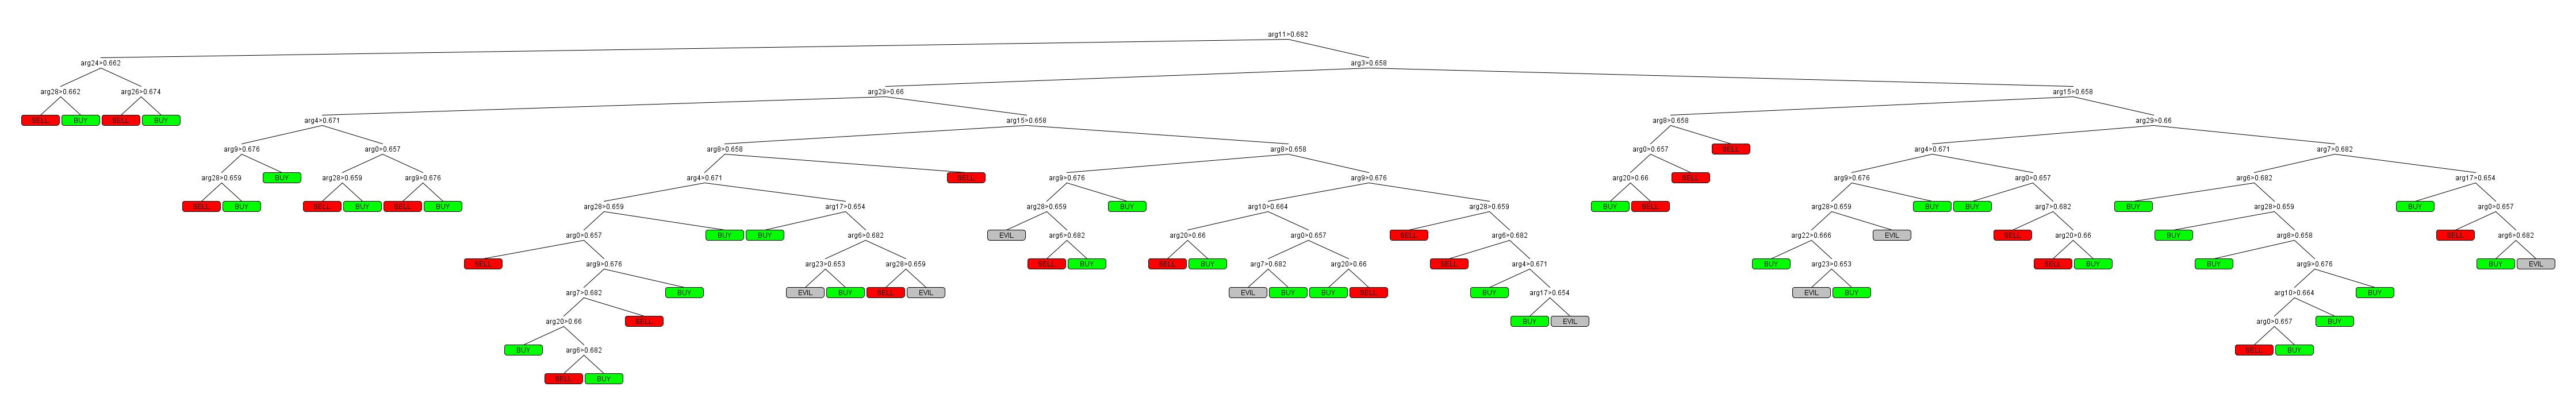 arg11>0.682
arg24>0.662 arg3>0.658
arg28>0.662 arg26>0.674 arg29>0.66 arg15>0.658
SELL BUY SELL BUY arg4>0.671 arg15>0.658 arg8>0.658 arg29>0.66
arg9>0.676 arg0>0.657 arg8>0.658 arg8>0.658 arg0>0.657 SELL arg4>0.671 arg7>0.682
arg28>0.659 BUY arg28>0.659 arg9>0.676 arg4>0.671 SELL arg9>0.676 arg9>0.676 arg20>0.66 SELL arg9>0.676 arg0>0.657 arg6>0.682 arg17>0.654
SELL BUY SELL BUY SELL BUY arg28>0.659 arg17>0.654 arg28>0.659 BUY arg10>0.664 arg28>0.659 BUY SELL arg28>0.659 BUY BUY arg7>0.682 BUY arg28>0.659 BUY arg0>0.657
arg0>0.657 BUY BUY arg6>0.682 EVIL arg6>0.682 arg20>0.66 arg0>0.657 SELL arg6>0.682 arg22>0.666 EVIL SELL arg20>0.66 BUY arg8>0.658 SELL arg6>0.682
SELL arg9>0.676 arg23>0.653 arg28>0.659 SELL BUY SELL BUY arg7>0.682 arg20>0.66 SELL arg4>0.671 BUY arg23>0.653 SELL BUY BUY arg9>0.676 BUY EVIL
arg7>0.682 BUY EVIL BUY SELL EVIL EVIL BUY BUY SELL BUY arg17>0.654 EVIL BUY arg10>0.664 BUY
arg20>0.66 SELL BUY EVIL arg0>0.657 BUY
BUY arg6>0.682 SELL BUY
SELL BUY